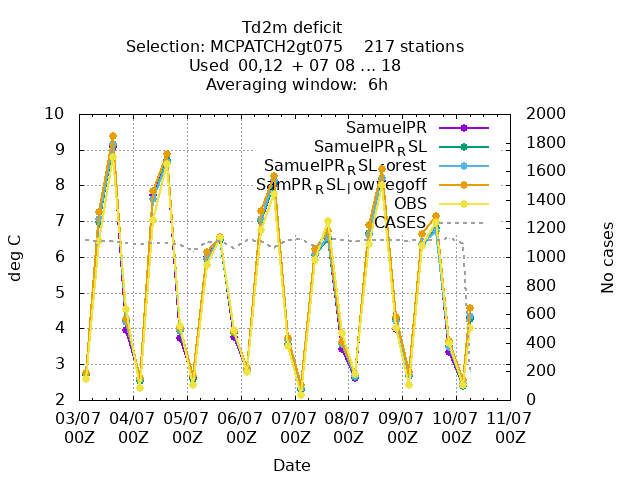 Td2m deficit
Selection: MCPATCH2gt075 217 stations
Used 00,12 + 07 08 ... 18
Averaging window: 6h
10 2000
SamuelPR
1800
9 SamuelPR_RSL
1600
8 1400
OBS
7 CASES 1200
6 1000
5 800
4 600
3 400
200
2 0
deg C
No cases
03/07 04/07 05/07 06/07 07/07 08/07 09/07 10/07 11/07
00Z 00Z 00Z 00Z 00Z 00Z 00Z 00Z 00Z
Date